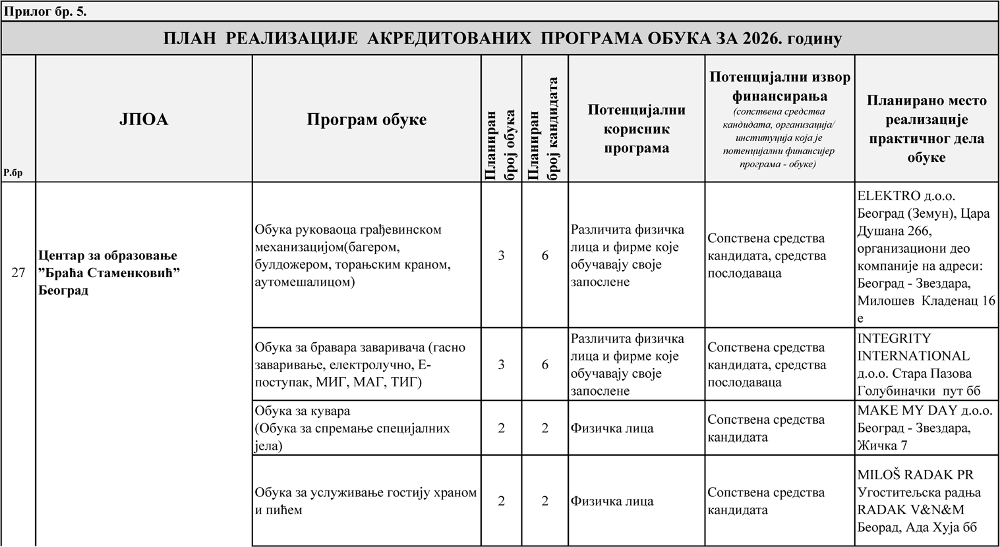 Прилог бр. 5.
ПЛАН РЕАЛИЗАЦИЈЕ АКРЕДИТОВАНИХ ПРОГРАМА ОБУКА ЗА 2026. годину
Р.бр
ЈПОА
Програм обуке
Планиран
број обука
Планиран
број кандидата
Потенцијални
корисник
програма
Потенцијални извор
финансирања
(сопствена средства
кандидата, организација/
институција која је
потенцијални финансијер
програма - обуке)
Планирано место
реализације
практичног дела
обуке
27
Центар за образовање
”Браћа Стаменковић”
Београд
Обука руковаоца грађевинском
механизацијом(багером,
булдожером, торањским краном,
аутомешалицом)
3
6
Различита физичка
лица и фирме које
обучавају своје
запослене
Сопствена средства
кандидата, средства
послодаваца
ELEKTRO д.о.о.
Београд (Земун), Цара
Душана 266,
организациони део
компаније на адреси:
Београд - Звездара,
Милошев Кладенац 16
е
Обука за бравара заваривача (гасно
заваривање, електролучно, Е-
поступак, МИГ, МАГ, ТИГ)
3
6
Различита физичка
лица и фирме које
обучавају своје
запослене
Сопствена средства
кандидата, средства
послодаваца
INTEGRITY
INTERNATIONAL
д.о.о. Стара Пазова
Голубиначки пут бб
Обука за кувара
(Обука за спремање специјалних
јела)
2
2
Физичка лица
Сопствена средства
кандидата
MAKE MY DAY д.о.о.
Београд - Звездара,
Жичка 7
Обука за услуживање гостију храном
и пићем
2
2
Физичка лица
Сопствена средства
кандидата
MILOŠ RADAK PR
Угоститељска радња
RADAK V&N&M
Беорад, Ада Хуја бб